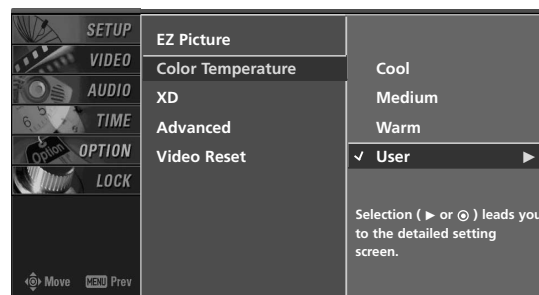 SETUP
VIDEO
AUDIO
TIME
OPTION
LOCK
Move MENU Prev
EZ Picture
Color Temperature
XD
Advanced
Video Reset
Cool
Medium
Warm
✓ User ▶
Selection ( ▶ or ◉ ) leads you
to the detailed setting
screen.